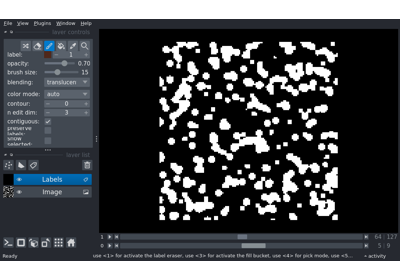 File View Plugins Window Help
layer controls
label: 1
opacity: 0.70
brush size: 15
blending: translucen
color mode: auto
contour: 0
n edit dim: 3
contiguous:
preserve labels:
show selected:
layer list
Labels
Image
1 64 127
0 5 9
Ready use <1> for activate the label eraser, use <3> for activate the fill bucket, use <4> for pick mode, use <5... activity